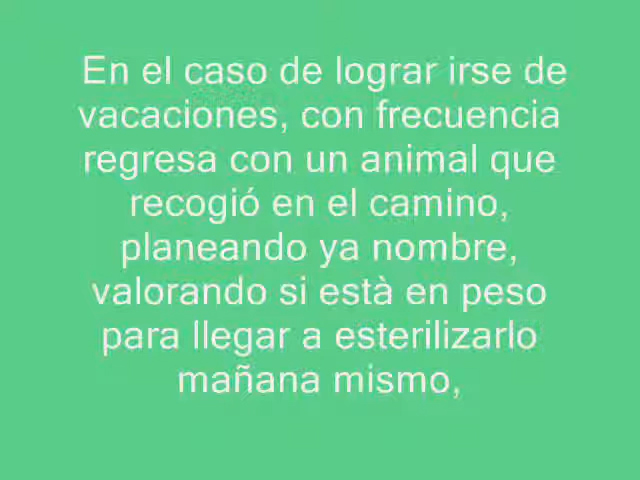 En el caso de lograr irse de
vacaciones, con frecuencia
regresa con un animal que
recogió en el camino,
planeando ya nombre,
valorando si està en peso
para llegar a esterilizarlo
mañana mismo,